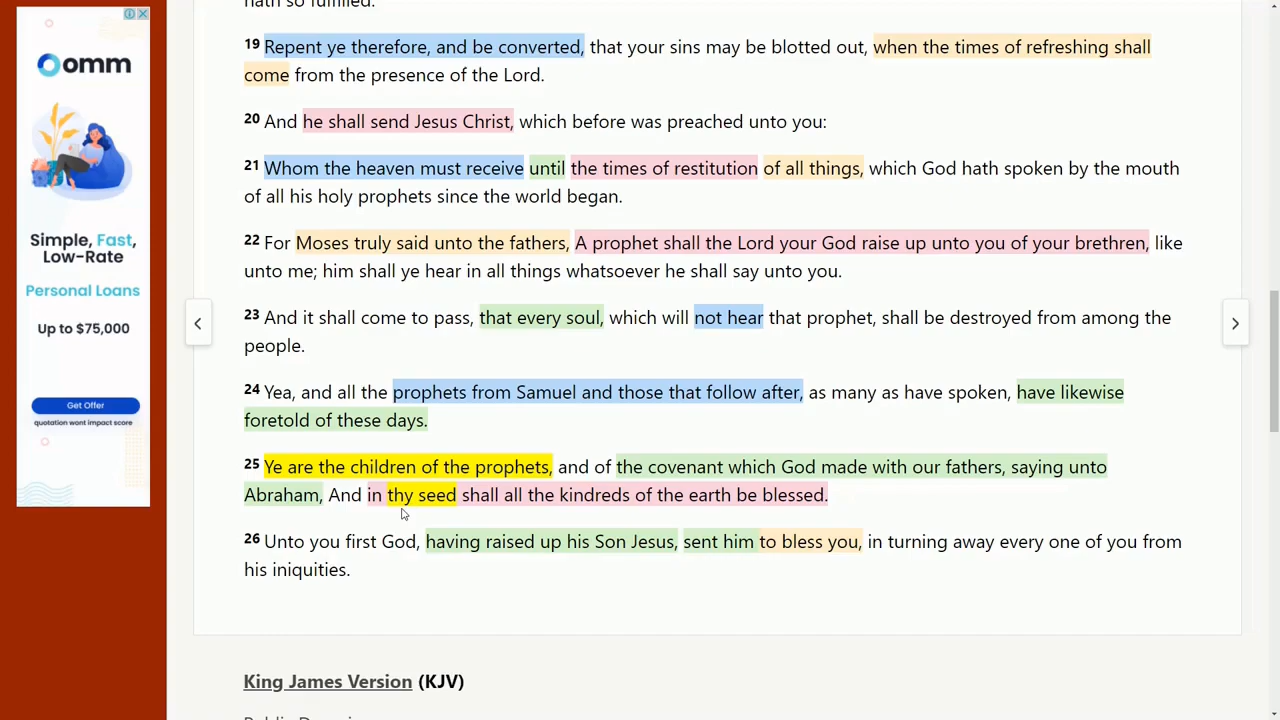 hath so fulfilled.
omm
Simple, Fast,
Low-Rate
Personal Loans
Up to $75,000
Get Offer
quotation wont impact score
19 Repent ye therefore, and be converted, that your sins may be blotted out, when the times of refreshing shall
come from the presence of the Lord.
20 And he shall send Jesus Christ, which before was preached unto you:
21 Whom the heaven must receive until the times of restitution of all things, which God hath spoken by the mouth
of all his holy prophets since the world began.
22 For Moses truly said unto the fathers, A prophet shall the Lord your God raise up unto you of your brethren, like
unto me; him shall ye hear in all things whatsoever he shall say unto you.
23 And it shall come to pass, that every soul, which will not hear that prophet, shall be destroyed from among the
people.
24 Yea, and all the prophets from Samuel and those that follow after, as many as have spoken, have likewise
foretold of these days.
25 Ye are the children of the prophets, and of the covenant which God made with our fathers, saying unto
Abraham, And in thy seed shall all the kindreds of the earth be blessed.
26 Unto you first God, having raised up his Son Jesus, sent him to bless you, in turning away every one of you from
his iniquities.
King James Version (KJV)